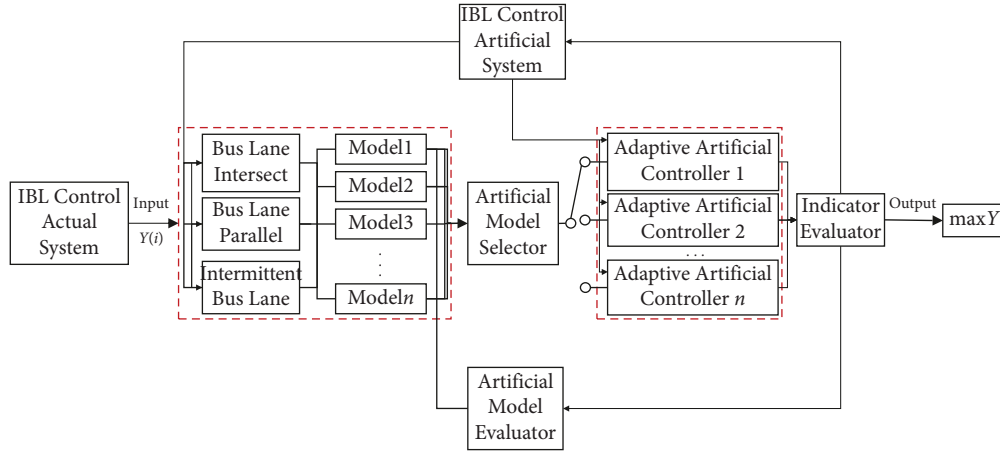 IBL Control
Artificial
System
IBL Control
Actual
System
Input
Y(i)
Bus Lane
Intersect
Bus Lane
Parallel
Intermittent
Bus Lane
Model1
Model2
Model3
. . . .
Modeln
Artificial
Model
Selector
Adaptive Artificial
Controller 1
Adaptive Artificial
Controller 2
...
Adaptive Artificial
Controller n
Indicator
Evaluator
Output
maxY
Artificial
Model
Evaluator